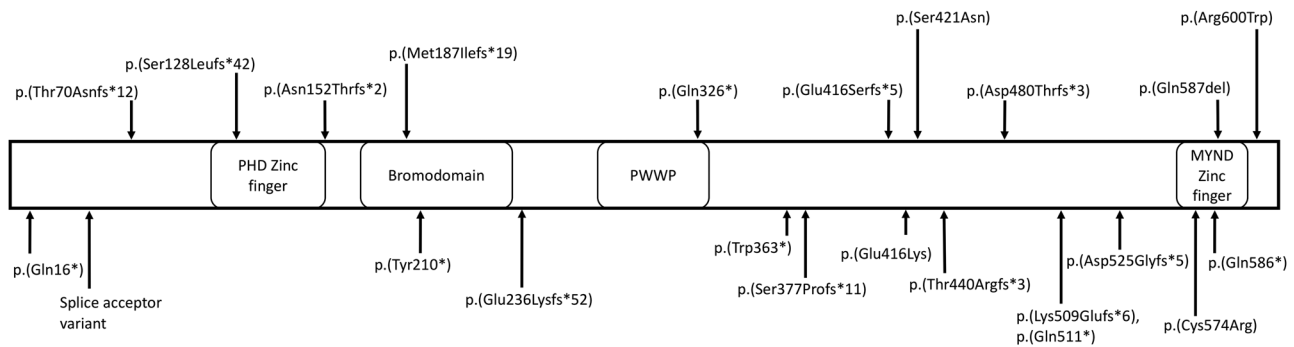 p.(Ser421Asn)
p.(Arg600Trp)
p.(Met187Ilefs*19)
p.(Ser128Leufs*42)
p.(Thr70Asnfs*12)
p.(Asn152Thrfs*2)
p.(Gln326*)
p.(Glu416Serfs*5)
p.(Asp480Thrfs*3)
p.(Gln587del)
PHD Zinc
finger
Bromodomain
PWWP
MYND
Zinc
finger
p.(Gln16*)
Splice acceptor
variant
p.(Tyr210*)
p.(Glu236Lysfs*52)
p.(Trp363*)
p.(Ser377Profs*11)
p.(Glu416Lys)
p.(Thr440Argfs*3)
p.(Lys509Glufs*6),
p.(Gln511*)
p.(Asp525Glyfs*5)
p.(Cys574Arg)
p.(Gln586*)